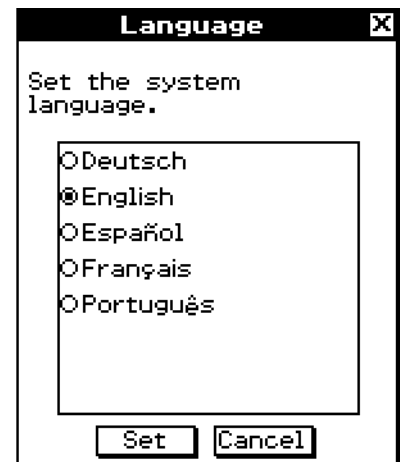 Language
Set the system
language.
Deutsch
English
Español
Français
Português
Set Cancel